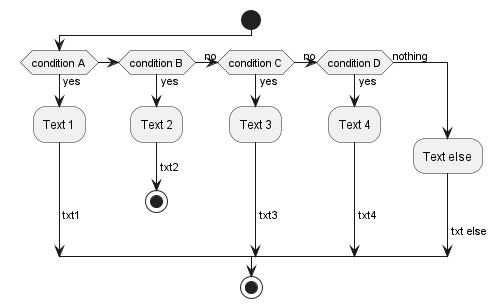 condition A
condition B
no
condition C
no
condition D
nothing
yes
yes
yes
yes
Text 1
Text 2
Text 3
Text 4
Text else
txt2
txt1
txt3
txt4
txt else